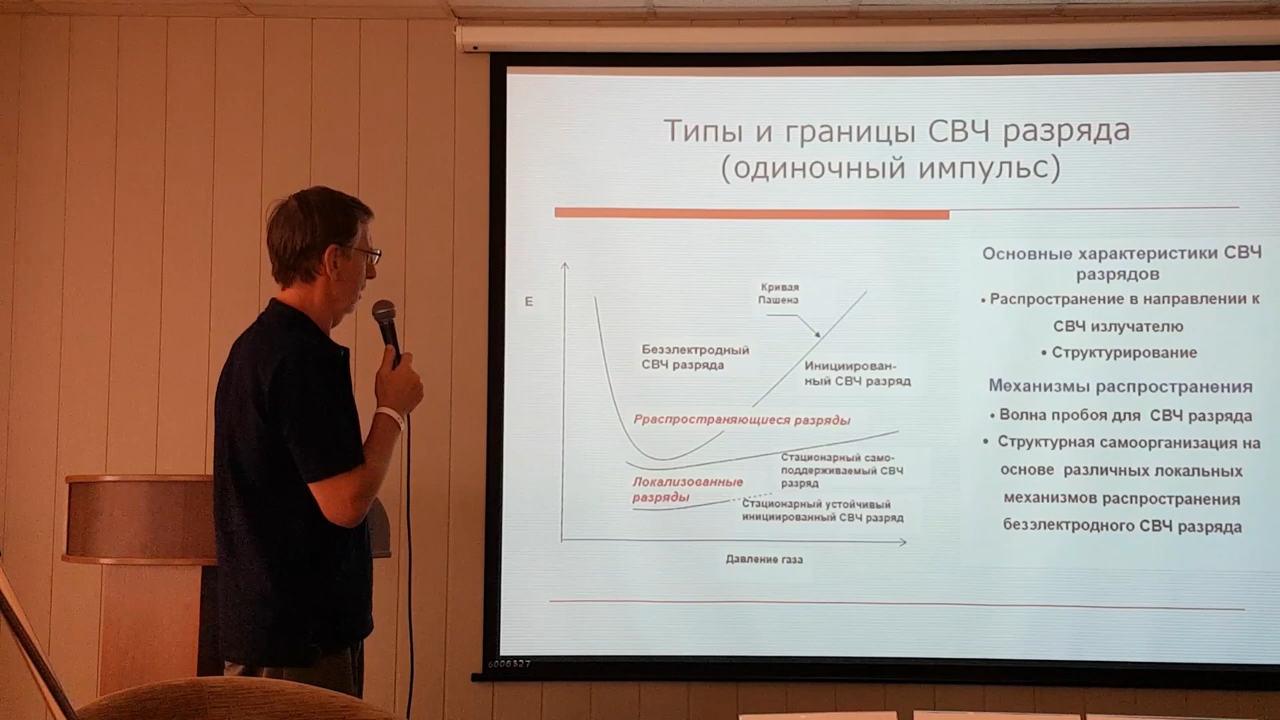 Типы и границы СВЧ разряда
(одиночный импульс)
E
Кривая
Пашена
Безэлектродный
СВЧ разряда
Инициирован-
ный СВЧ разряд
Рраспространяющиеся разряды
Стационарный само-
поддерживаемый СВЧ
разряд
Локализованные
разряды
Стационарный устойчивый
инициированный СВЧ разряд
Давление газа
Основные характеристики СВЧ
разрядов
• Распространение в направлении к
СВЧ излучателю
• Структурирование
Механизмы распространения
• Волна пробоя для СВЧ разряда
• Структурная самоорганизация на
основе различных локальных
механизмов распространения
безэлектродного СВЧ разряда